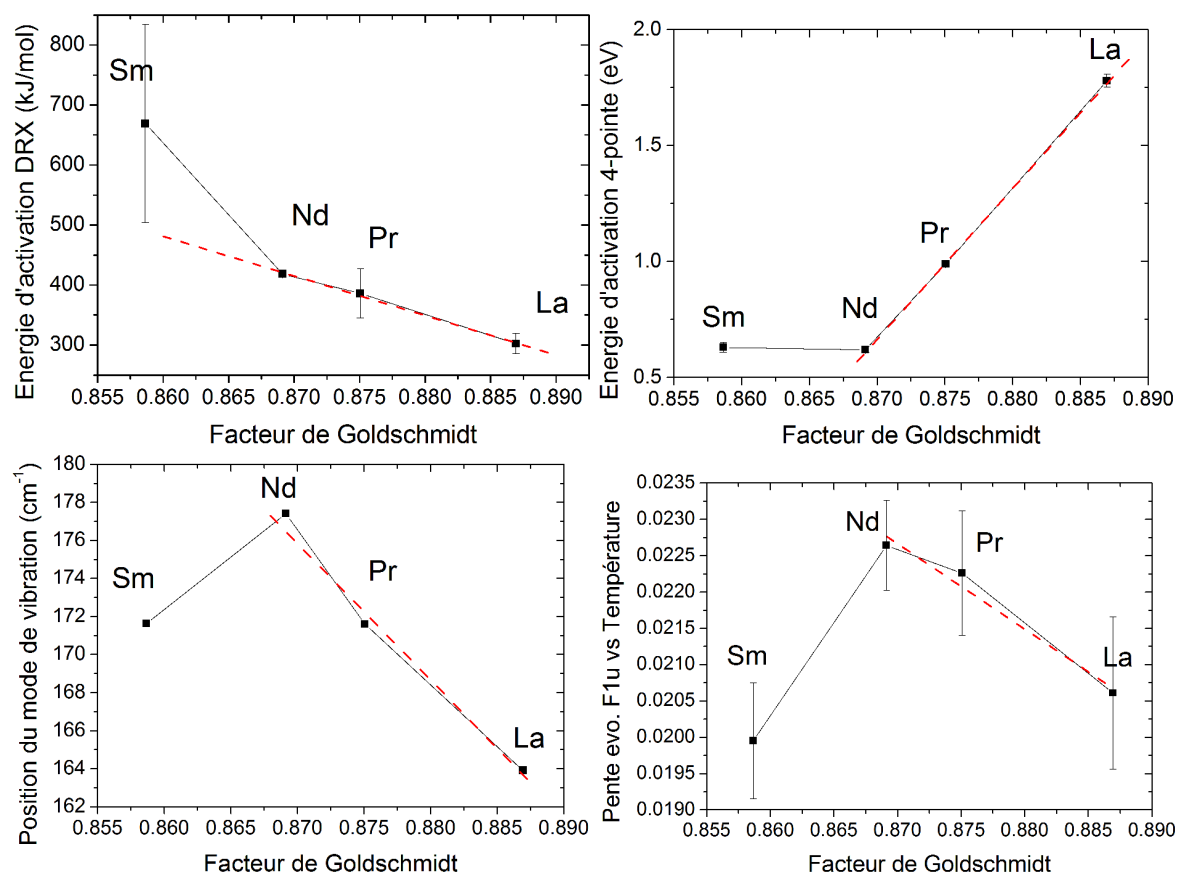 Energie d'activation DRX (kJ/mol)
800
700
600
500
400
300
Sm
Nd
Pr
La
0.855 0.860 0.865 0.870 0.875 0.880 0.885 0.890
Facteur de Goldschmidt
Energie d'activation 4-pointe (eV)
2.0
1.5
1.0
0.5
La
Pr
Nd
Sm
0.855 0.860 0.865 0.870 0.875 0.880 0.885 0.890
Facteur de Goldschmidt
Position du mode de vibration (cm-1)
180
178
176
174
172
170
168
166
164
162
Nd
Sm
Pr
La
0.855 0.860 0.865 0.870 0.875 0.880 0.885 0.890
Facteur de Goldschmidt
Pente evo. F1u vs Température
0.0235
0.0230
0.0225
0.0220
0.0215
0.0210
0.0205
0.0200
0.0195
0.0190
Nd
Pr
Sm
La
0.855 0.860 0.865 0.870 0.875 0.880 0.885 0.890
Facteur de Goldschmidt